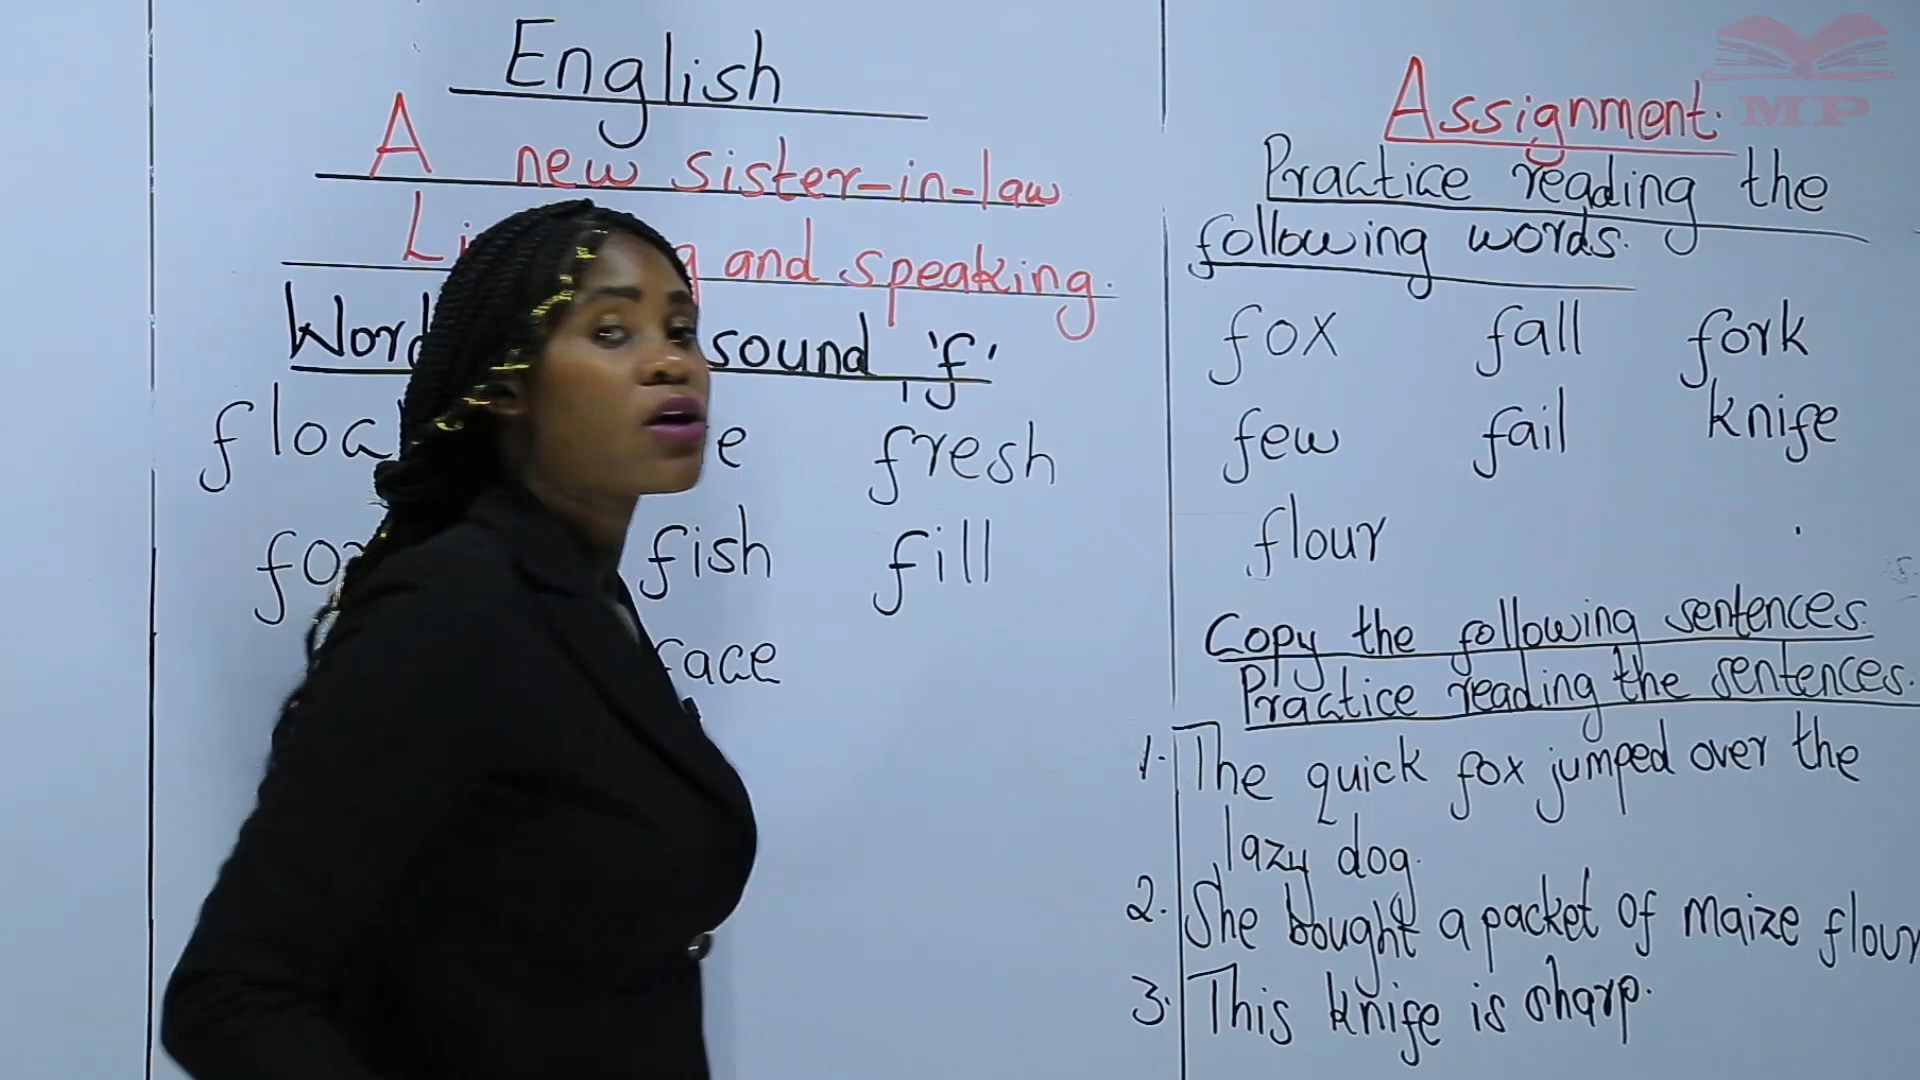 English
A new sister-in-law
and speaking.
sound 'f'
fresh
fish fill
face
Assignment.
Practice reading the
following words.
fox fall fork
few fail knife
flour
Copy the following sentences.
Practice reading the sentences.
1. The quick fox jumped over the
lazy dog.
2. She bought a packet of maize flour
3. This knife is sharp.
MP